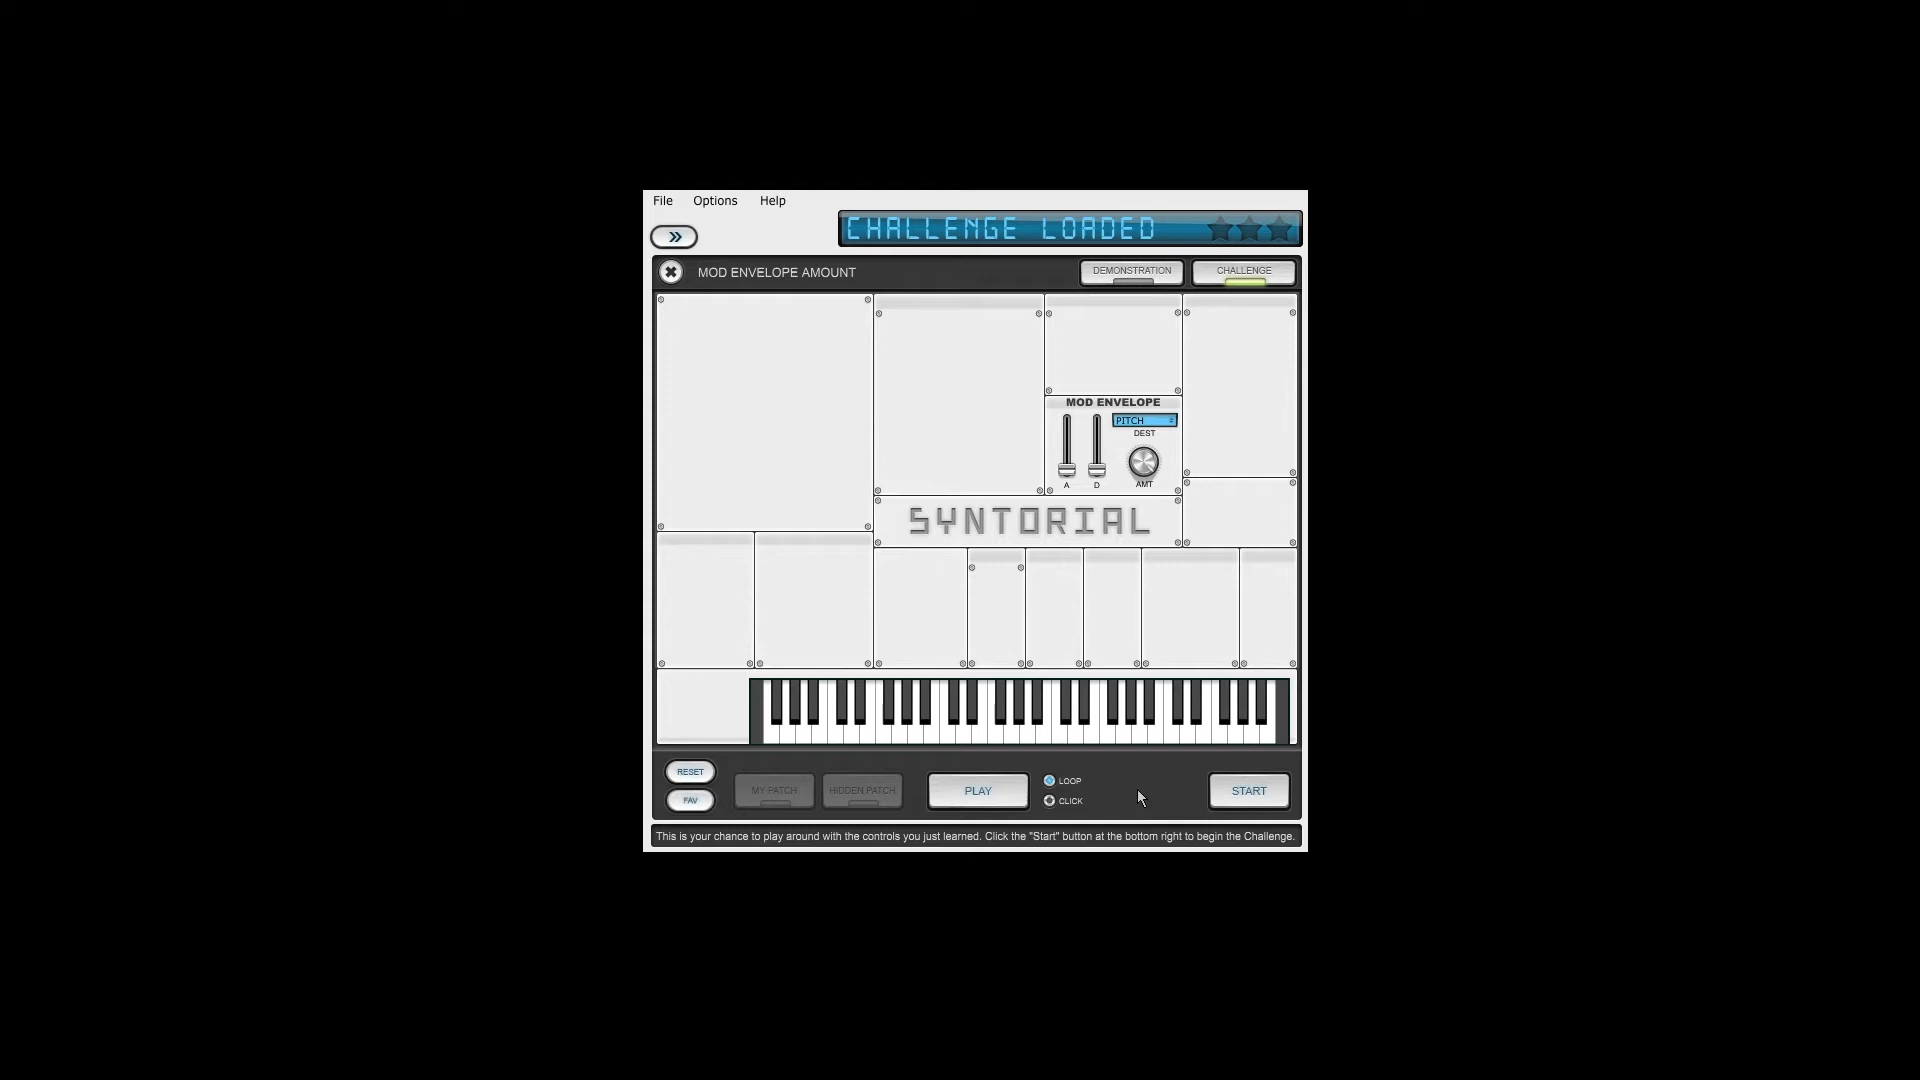 File Options Help
CHALLENGE LOADED
MOD ENVELOPE AMOUNT
DEMONSTRATION
CHALLENGE
MOD ENVELOPE
PITCH
DEST
A D AMT
SYNTORIAL
RESET
FAV
MY PATCH
HIDDEN PATCH
PLAY
LOOP
CLICK
START
This is your chance to play around with the controls you just learned. Click the "Start" button at the bottom right to begin the Challenge.